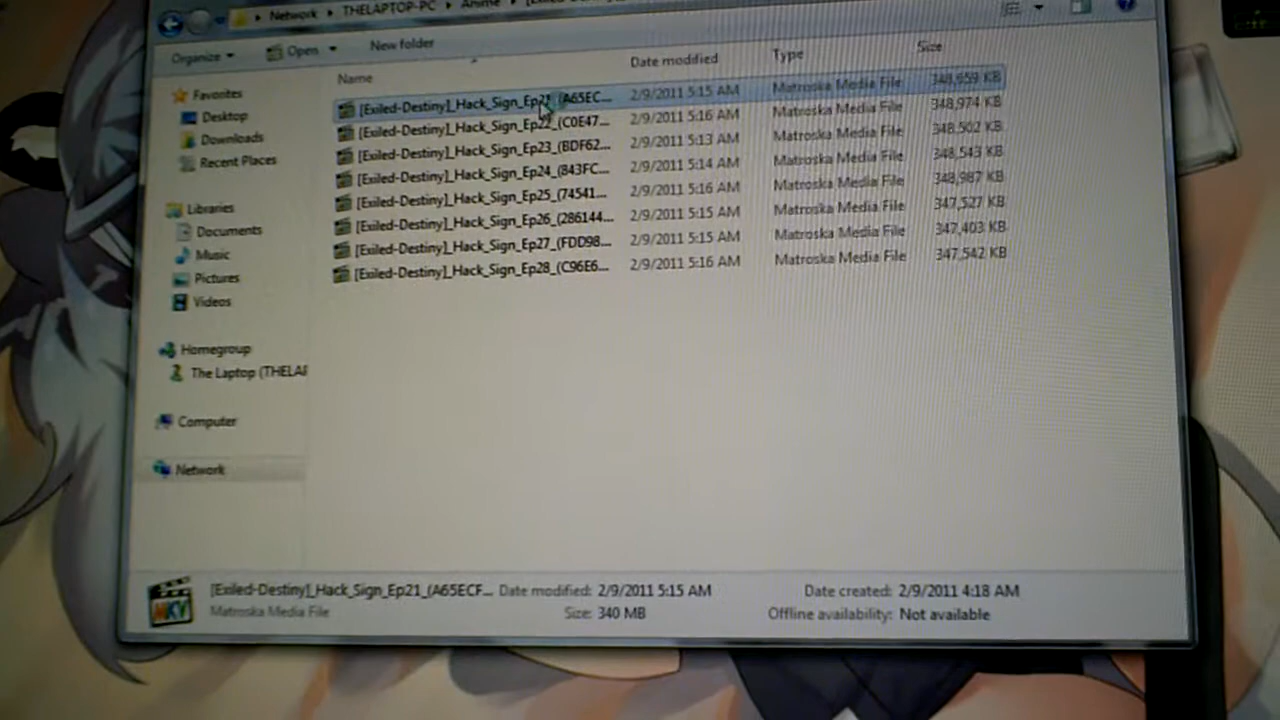 Network ▸ THELAPTOP-PC ▸ Anime
Organize Open New folder
Name Date modified Type Size
[Exiled-Destiny]_Hack_Sign_Ep21_(A65EC... 2/9/2011 5:15 AM Matroska Media File 348,659 KB
[Exiled-Destiny]_Hack_Sign_Ep22_(C0E47... 2/9/2011 5:16 AM Matroska Media File 348,974 KB
[Exiled-Destiny]_Hack_Sign_Ep23_(BDF62... 2/9/2011 5:13 AM Matroska Media File 348,502 KB
[Exiled-Destiny]_Hack_Sign_Ep24_(843FC... 2/9/2011 5:14 AM Matroska Media File 348,543 KB
[Exiled-Destiny]_Hack_Sign_Ep25_(74541... 2/9/2011 5:16 AM Matroska Media File 348,987 KB
[Exiled-Destiny]_Hack_Sign_Ep26_(286144... 2/9/2011 5:15 AM Matroska Media File 347,527 KB
[Exiled-Destiny]_Hack_Sign_Ep27_(FDD98... 2/9/2011 5:15 AM Matroska Media File 347,403 KB
[Exiled-Destiny]_Hack_Sign_Ep28_(C96E6... 2/9/2011 5:16 AM Matroska Media File 347,542 KB
Favorites
Desktop
Downloads
Recent Places
Libraries
Documents
Music
Pictures
Videos
Homegroup
The Laptop (THELAP
Computer
Network
[Exiled-Destiny]_Hack_Sign_Ep21_(A65ECF... Date modified: 2/9/2011 5:15 AM Date created: 2/9/2011 4:18 AM
Matroska Media File Size: 340 MB Offline availability: Not available
MKV